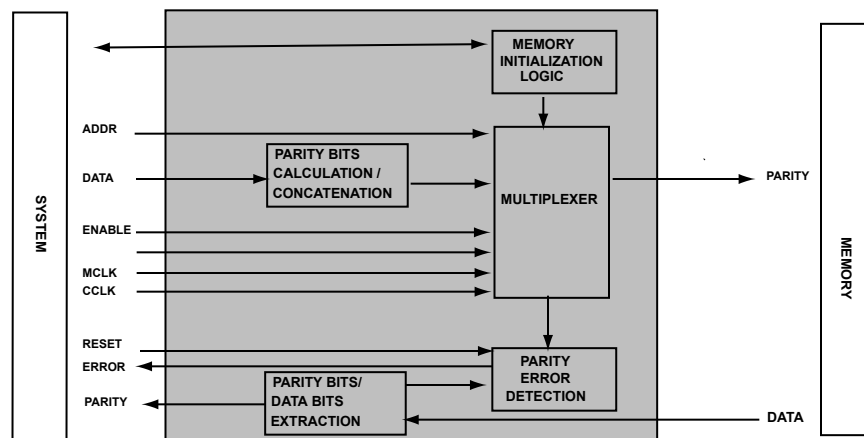 MEMORY
INITIALIZATION
LOGIC
ADDR
PARITY BITS
CALCULATION /
CONCATENATION
DATA
MULTIPLEXER
PARITY
SYSTEM
ENABLE
MEMORY
MCLK
CCLK
RESET
ERROR
PARITY
ERROR
DETECTION
PARITY BITS/
DATA BITS
EXTRACTION
PARITY
DATA